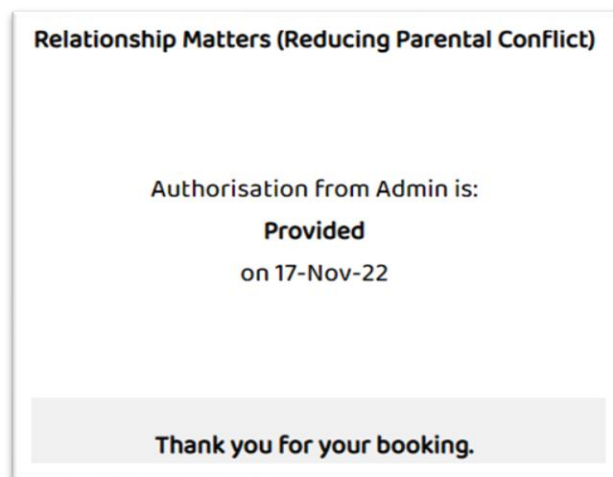 Relationship Matters (Reducing Parental Conflict)
Authorisation from Admin is:
Provided
on 17-Nov-22
Thank you for your booking.